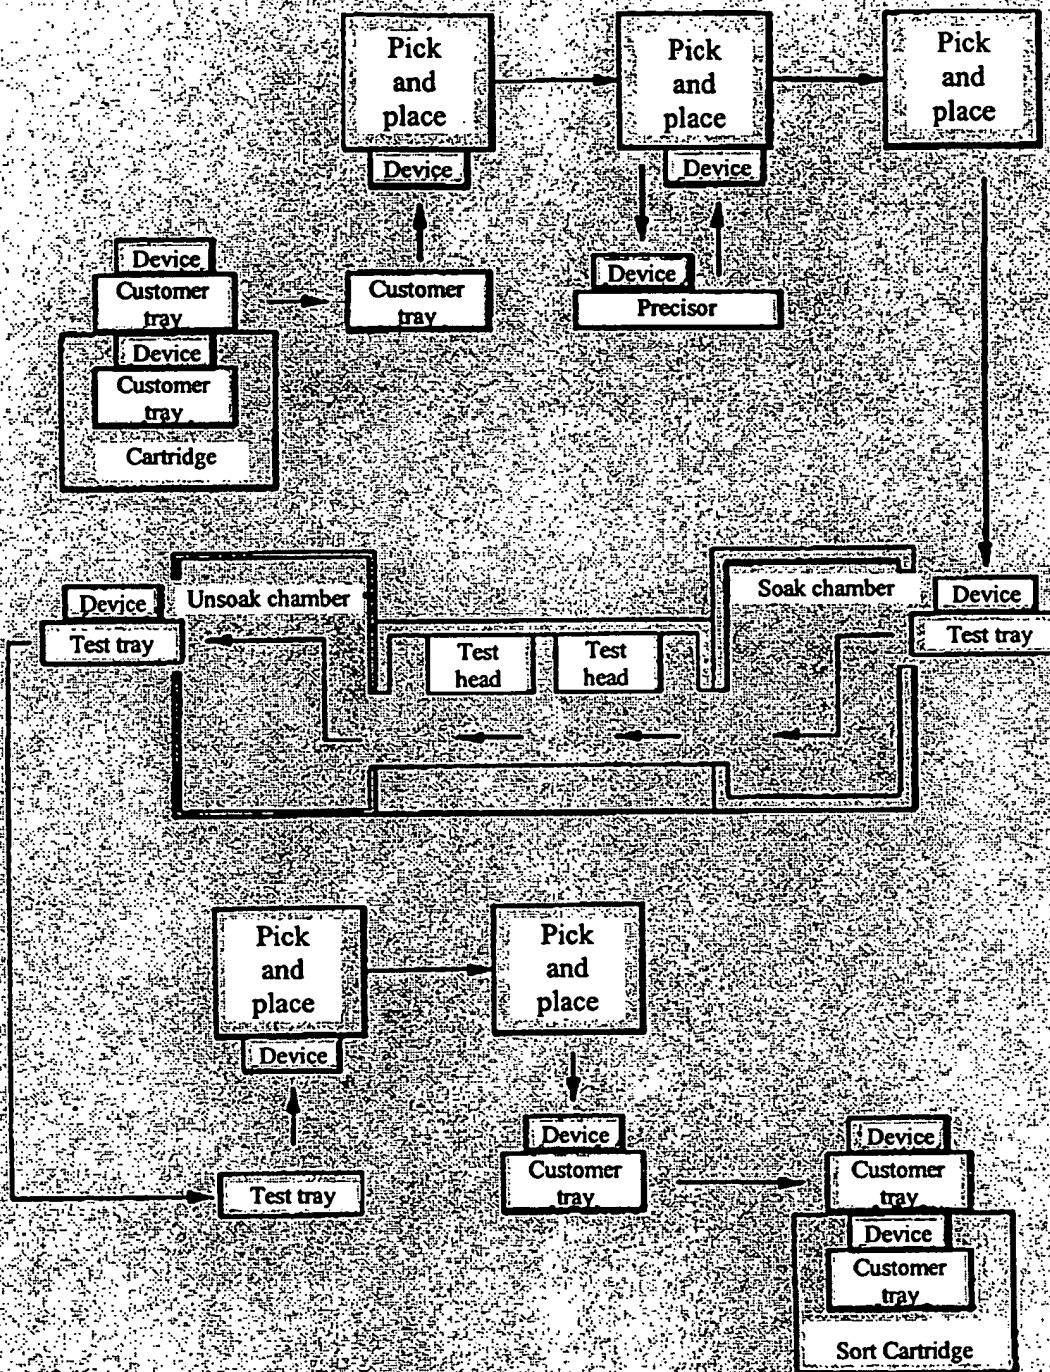 Pick
and
place
Device
Pick
and
place
Device
Pick
and
place
Device
Customer
tray
Device
Customer
tray
Cartridge
Customer
tray
Device
Precisor
Device
Test tray
Unsoak chamber
Test
head
Test
head
Soak chamber
Device
Test tray
Pick
and
place
Device
Pick
and
place
Test tray
Device
Customer
tray
Device
Customer
tray
Device
Customer
tray
Sort Cartridge